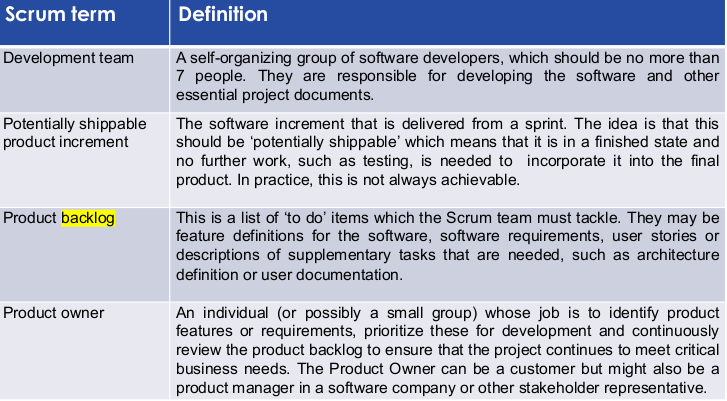 Scrum term Definition
Development team A self-organizing group of software developers, which should be no more than
7 people. They are responsible for developing the software and other
essential project documents.
Potentially shippable The software increment that is delivered from a sprint. The idea is that this
product increment should be ‘potentially shippable’ which means that it is in a finished state and
no further work, such as testing, is needed to incorporate it into the final
product. In practice, this is not always achievable.
Product backlog This is a list of ‘to do’ items which the Scrum team must tackle. They may be
feature definitions for the software, software requirements, user stories or
descriptions of supplementary tasks that are needed, such as architecture
definition or user documentation.
Product owner An individual (or possibly a small group) whose job is to identify product
features or requirements, prioritize these for development and continuously
review the product backlog to ensure that the project continues to meet critical
business needs. The Product Owner can be a customer but might also be a
product manager in a software company or other stakeholder representative.